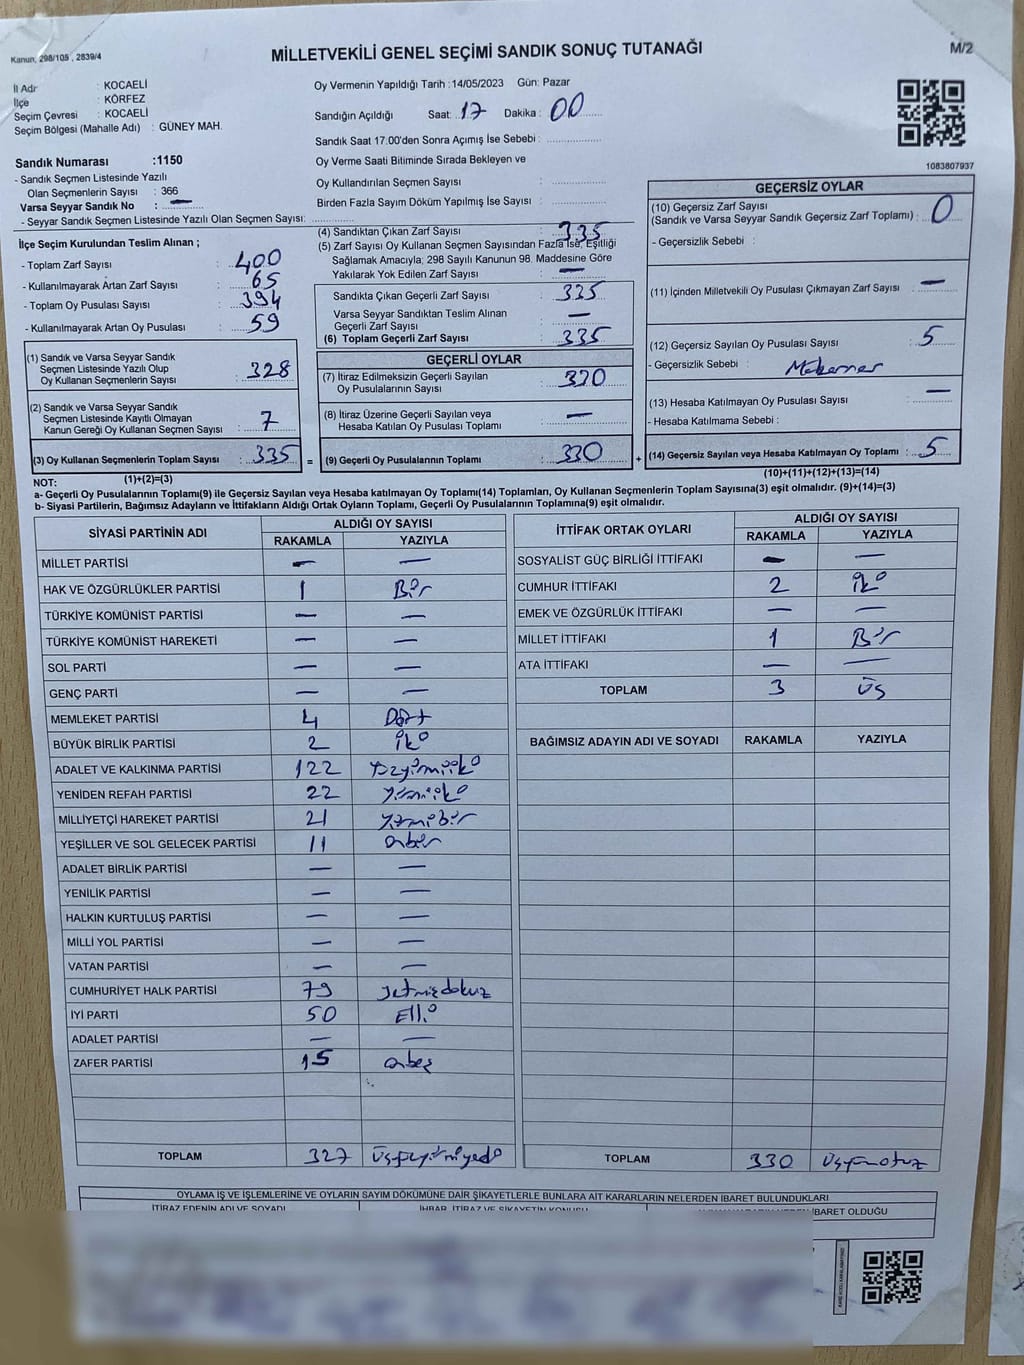 Kanun, 298/105 , 2839/4
MİLLETVEKİLİ GENEL SEÇİMİ SANDIK SONUÇ TUTANAĞI
M/2
İl Adı : KOCAELİ
İlçe : KÖRFEZ
Seçim Çevresi : KOCAELİ
Seçim Bölgesi (Mahalle Adı) : GÜNEY MAH.
Oy Vermenin Yapıldığı Tarih :14/05/2023 Gün: Pazar
Sandığın Açıldığı Saat: 17 Dakika : 00
Sandık Saat 17:00'den Sonra Açımış İse Sebebi :
Oy Verme Saati Bitiminde Sırada Bekleyen ve
Oy Kullandırılan Seçmen Sayısı :
Birden Fazla Sayım Döküm Yapılmış İse Sayısı :
1083807937
Sandık Numarası :1150
- Sandık Seçmen Listesinde Yazılı
Olan Seçmenlerin Sayısı : 366
Varsa Seyyar Sandık No : —
- Seyyar Sandık Seçmen Listesinde Yazılı Olan Seçmen Sayısı:
İlçe Seçim Kurulundan Teslim Alınan ;
- Toplam Zarf Sayısı : 400
- Kullanılmayarak Artan Zarf Sayısı : 65
- Toplam Oy Pusulası Sayısı : 394
- Kullanılmayarak Artan Oy Pusulası : 59
(1) Sandık ve Varsa Seyyar Sandık
Seçmen Listesinde Yazılı Olup
Oy Kullanan Seçmenlerin Sayısı : 328
(2) Sandık ve Varsa Seyyar Sandık
Seçmen Listesinde Kayıtlı Olmayan
Kanun Gereği Oy Kullanan Seçmen Sayısı : 7
(3) Oy Kullanan Seçmenlerin Toplam Sayısı : 335
(1)+(2)=(3)
(4) Sandıktan Çıkan Zarf Sayısı : 335
(5) Zarf Sayısı Oy Kullanan Seçmen Sayısından Fazla İse, Eşitliği
Sağlamak Amacıyla; 298 Sayılı Kanunun 98. Maddesine Göre
Yakılarak Yok Edilen Zarf Sayısı : —
Sandıkta Çıkan Geçerli Zarf Sayısı : 335
Varsa Seyyar Sandıktan Teslim Alınan
Geçerli Zarf Sayısı : —
(6) Toplam Geçerli Zarf Sayısı : 335
GEÇERLİ OYLAR
(7) İtiraz Edilmeksizin Geçerli Sayılan
Oy Pusulalarının Sayısı : 330
(8) İtiraz Üzerine Geçerli Sayılan veya
Hesaba Katılan Oy Pusulası Toplamı : —
= (9) Geçerli Oy Pusulalarının Toplamı : 330 +
GEÇERSİZ OYLAR
(10) Geçersiz Zarf Sayısı
(Sandık ve Varsa Seyyar Sandık Geçersiz Zarf Toplamı) : 0
- Geçersizlik Sebebi :
(11) İçinden Milletvekili Oy Pusulası Çıkmayan Zarf Sayısı : —
(12) Geçersiz Sayılan Oy Pusulası Sayısı : 5
- Geçersizlik Sebebi :
(13) Hesaba Katılmayan Oy Pusulası Sayısı : —
- Hesaba Katılmama Sebebi :
(14) Geçersiz Sayılan veya Hesaba Katılmayan Oy Toplamı : 5
(10)+(11)+(12)+(13)=(14)
NOT:
a- Geçerli Oy Pusulalarının Toplamı(9) ile Geçersiz Sayılan veya Hesaba katılmayan Oy Toplamı(14) Toplamları, Oy Kullanan Seçmenlerin Toplam Sayısına(3) eşit olmalıdır. (9)+(14)=(3)
b- Siyasi Partilerin, Bağımsız Adayların ve İttifakların Aldığı Ortak Oyların Toplamı, Geçerli Oy Pusulalarının Toplamına(9) eşit olmalıdır.
SİYASİ PARTİNİN ADI ALDIĞI OY SAYISI
RAKAMLA YAZIYLA
MİLLET PARTİSİ — —
HAK VE ÖZGÜRLÜKLER PARTİSİ 1 Bir
TÜRKİYE KOMÜNİST PARTİSİ — —
TÜRKİYE KOMÜNİST HAREKETİ — —
SOL PARTİ — —
GENÇ PARTİ — —
MEMLEKET PARTİSİ 4 Dört
BÜYÜK BİRLİK PARTİSİ 2 iki
ADALET VE KALKINMA PARTİSİ 122 yüzyirmiiki
YENİDEN REFAH PARTİSİ 22 yirmiiki
MİLLİYETÇİ HAREKET PARTİSİ 21 yirmibir
YEŞİLLER VE SOL GELECEK PARTİSİ 11 onbir
ADALET BİRLİK PARTİSİ — —
YENİLİK PARTİSİ — —
HALKIN KURTULUŞ PARTİSİ — —
MİLLİ YOL PARTİSİ — —
VATAN PARTİSİ — —
CUMHURİYET HALK PARTİSİ 79 yetmişdokuz
İYİ PARTİ 50 Elli
ADALET PARTİSİ — —
ZAFER PARTİSİ 15 onbeş
TOPLAM 327 üçyüzyirmiyedi
İTTİFAK ORTAK OYLARI ALDIĞI OY SAYISI
RAKAMLA YAZIYLA
SOSYALİST GÜÇ BİRLİĞİ İTTİFAKI — —
CUMHUR İTTİFAKI 2 iki
EMEK VE ÖZGÜRLÜK İTTİFAKI — —
MİLLET İTTİFAKI 1 Bir
ATA İTTİFAKI — —
TOPLAM 3 üç
BAĞIMSIZ ADAYIN ADI VE SOYADI RAKAMLA YAZIYLA
TOPLAM 330 üçyüzotuz
OYLAMA İŞ VE İŞLEMLERİNE VE OYLARIN SAYIM DÖKÜMÜNE DAİR ŞİKAYETLERLE BUNLARA AİT KARARLARIN NELERDEN İBARET BULUNDUKLARI
İTİRAZ EDENİN ADI VE SOYADI İHBAR, İTİRAZ VE ŞİKAYETİN KONUSU İBARET OLDUĞU